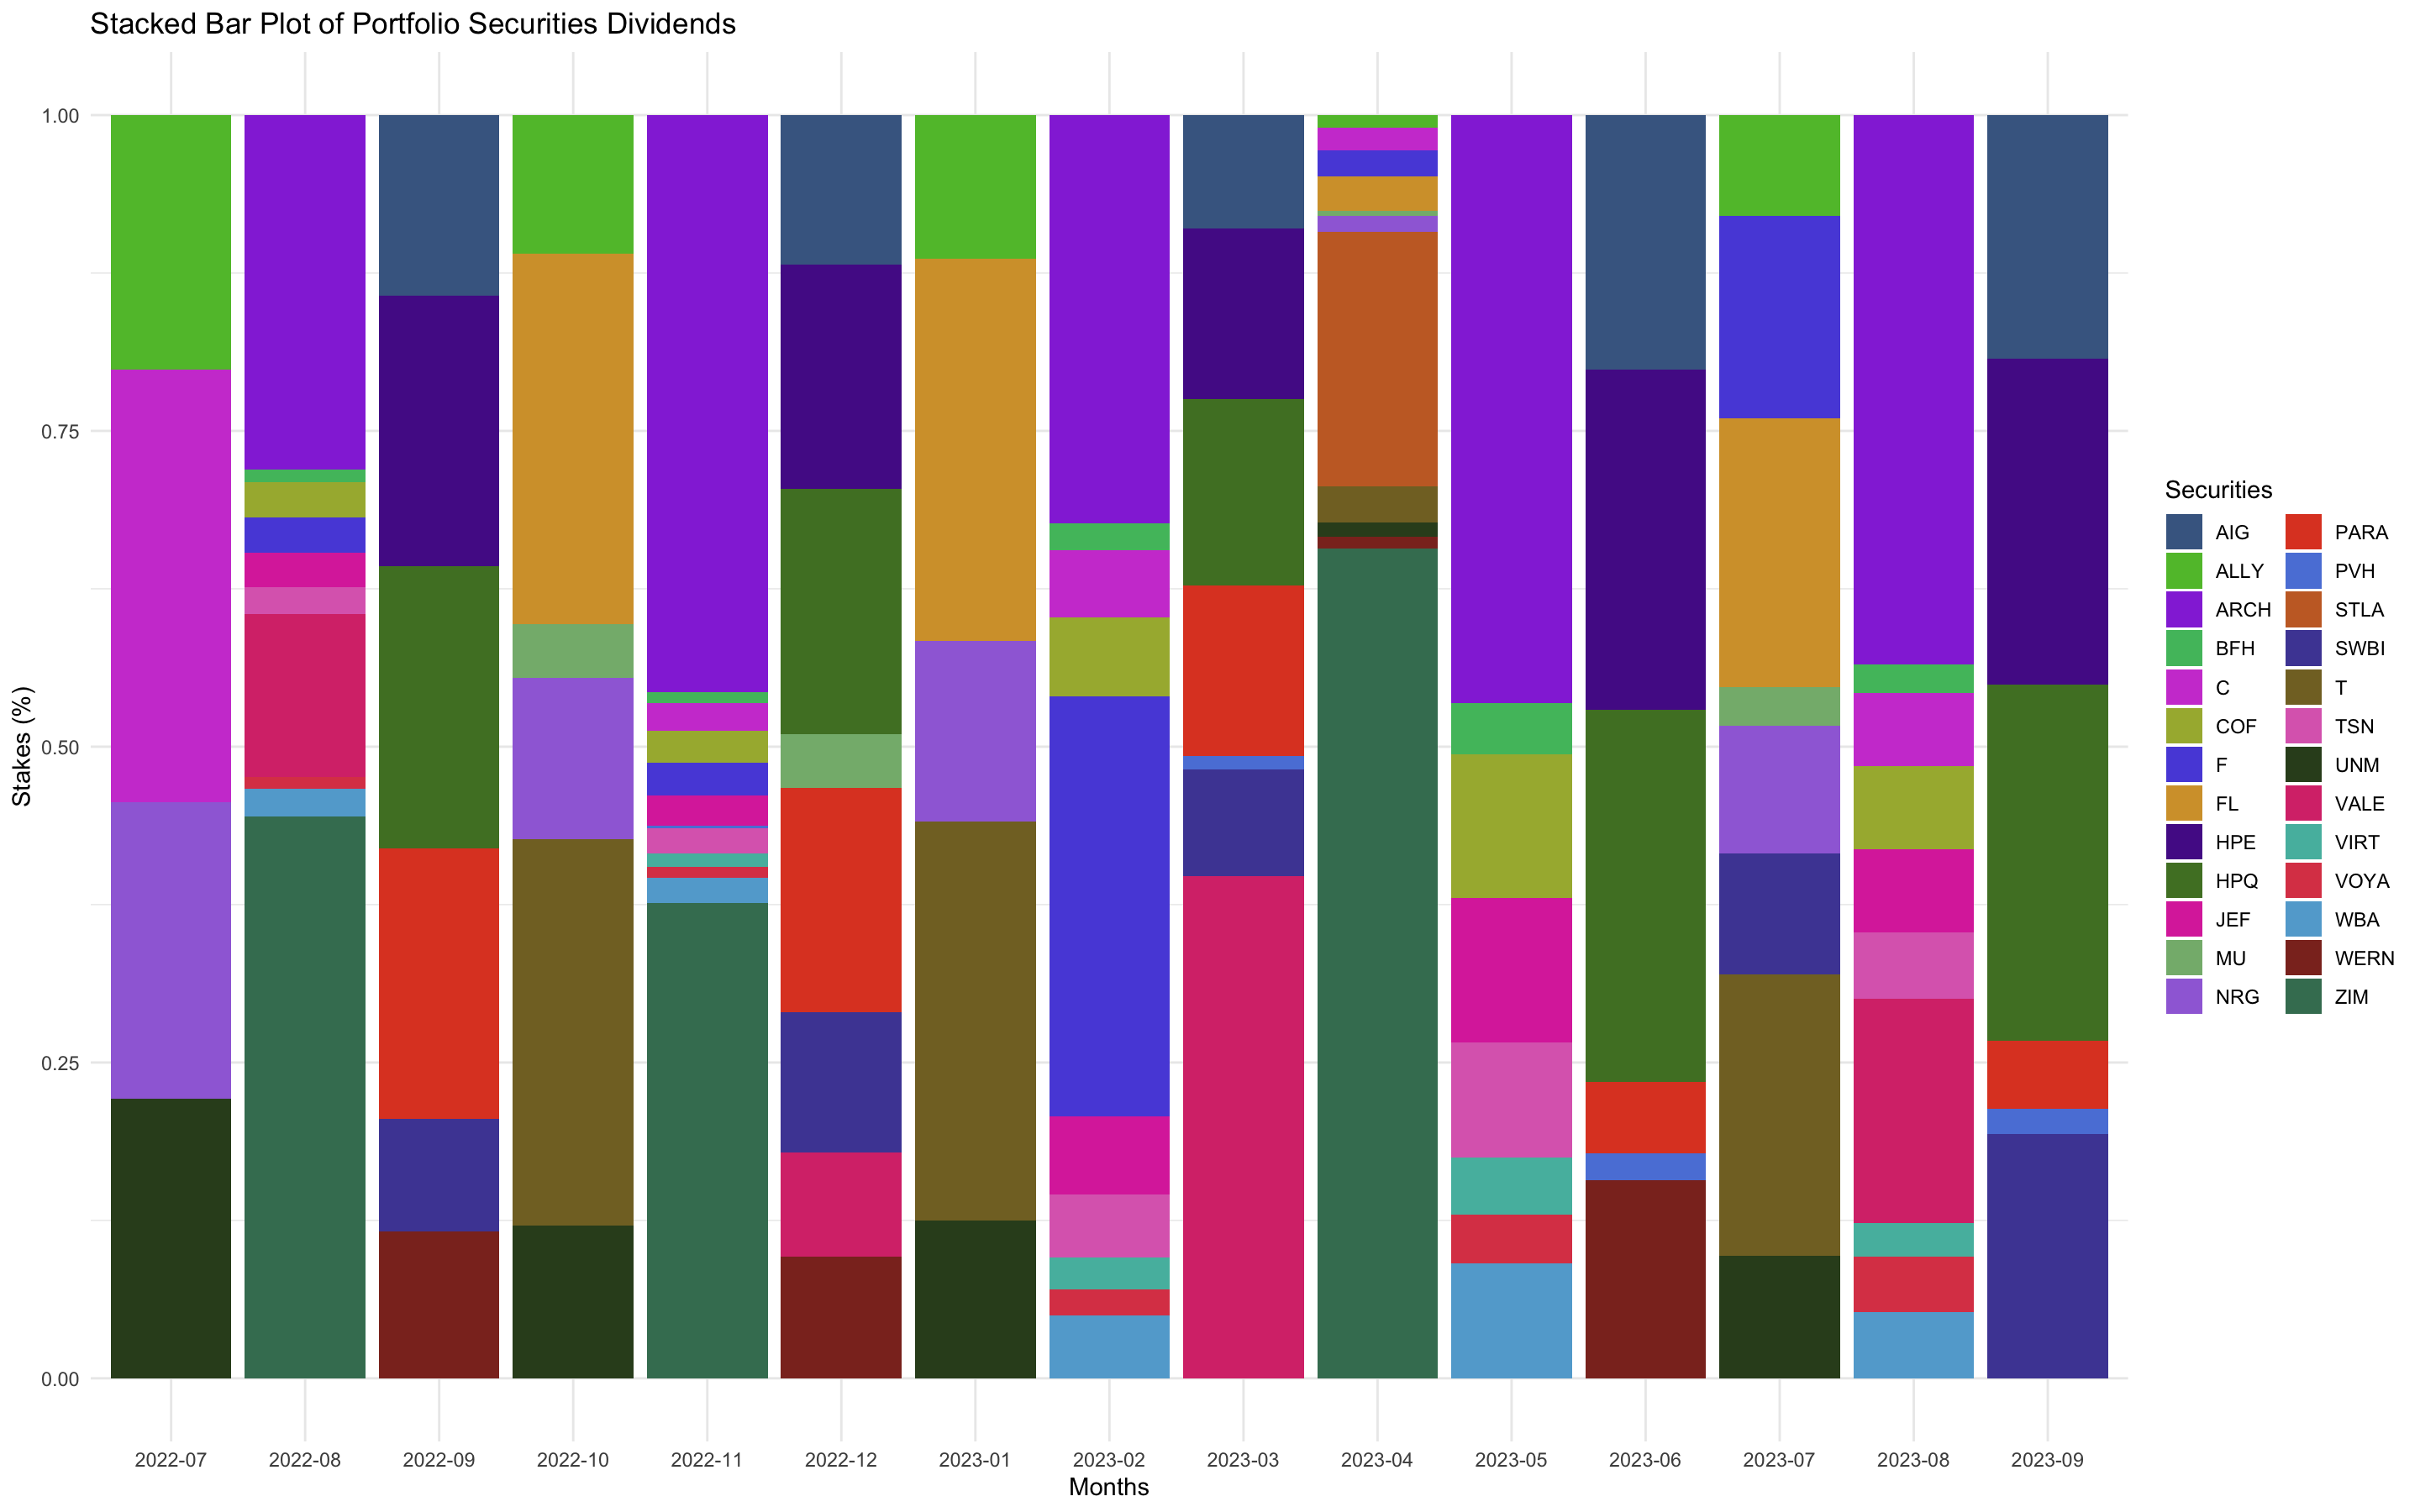 Stacked Bar Plot of Portfolio Securities Dividends
1.00
0.75
0.50
0.25
0.00
Stakes (%)
2022-07 2022-08 2022-09 2022-10 2022-11 2022-12 2023-01 2023-02 2023-03 2023-04 2023-05 2023-06 2023-07 2023-08 2023-09
Months
Securities
AIG PARA
ALLY PVH
ARCH STLA
BFH SWBI
C T
COF TSN
F UNM
FL VALE
HPE VIRT
HPQ VOYA
JEF WBA
MU WERN
NRG ZIM